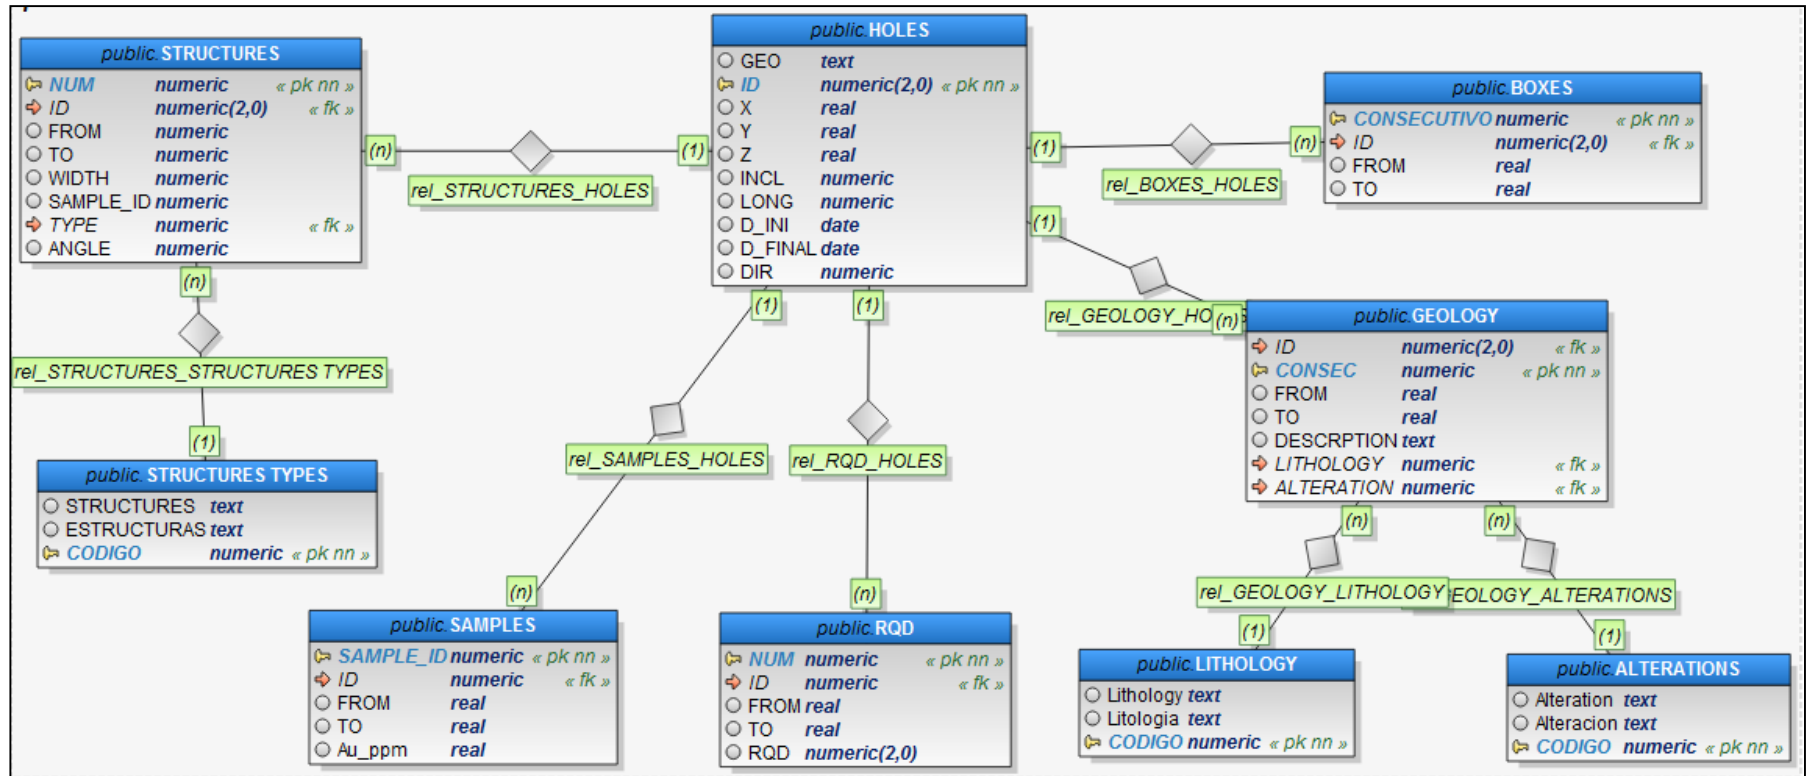 public.STRUCTURES
NUM numeric « pk nn »
ID numeric(2,0) « fk »
FROM numeric
TO numeric
WIDTH numeric
SAMPLE_ID numeric
TYPE numeric « fk »
ANGLE numeric
(n)
rel_STRUCTURES_HOLES
(1)
public.HOLES
GEO text
ID numeric(2,0) « pk nn »
X real
Y real
Z real
INCL numeric
LONG numeric
D_INI date
D_FINAL date
DIR numeric
(1)
rel_BOXES_HOLES
(n)
public.BOXES
CONSECUTIVO numeric « pk nn »
ID numeric(2,0) « fk »
FROM real
TO real
(1)
rel_GEOLOGY_HO
(n)
public.GEOLOGY
ID numeric(2,0) « fk »
CONSEC numeric « pk nn »
FROM real
TO real
DESCRPTION text
LITHOLOGY numeric « fk »
ALTERATION numeric « fk »
(n)
rel_STRUCTURES_STRUCTURES TYPES
(1)
public.STRUCTURES TYPES
STRUCTURES text
ESTRUCTURAS text
CODIGO numeric « pk nn »
(1)
rel_SAMPLES_HOLES
(n)
public.SAMPLES
SAMPLE_ID numeric « pk nn »
ID numeric « fk »
FROM real
TO real
Au_ppm real
(1)
rel_RQD_HOLES
(n)
public.RQD
NUM numeric « pk nn »
ID numeric « fk »
FROM real
TO real
RQD numeric(2,0)
(n)
rel_GEOLOGY_LITHOLOGY
(1)
public.LITHOLOGY
Lithology text
Litologia text
CODIGO numeric « pk nn »
(n)
EOLOGY_ALTERATIONS
(1)
public.ALTERATIONS
Alteration text
Alteracion text
CODIGO numeric « pk nn »